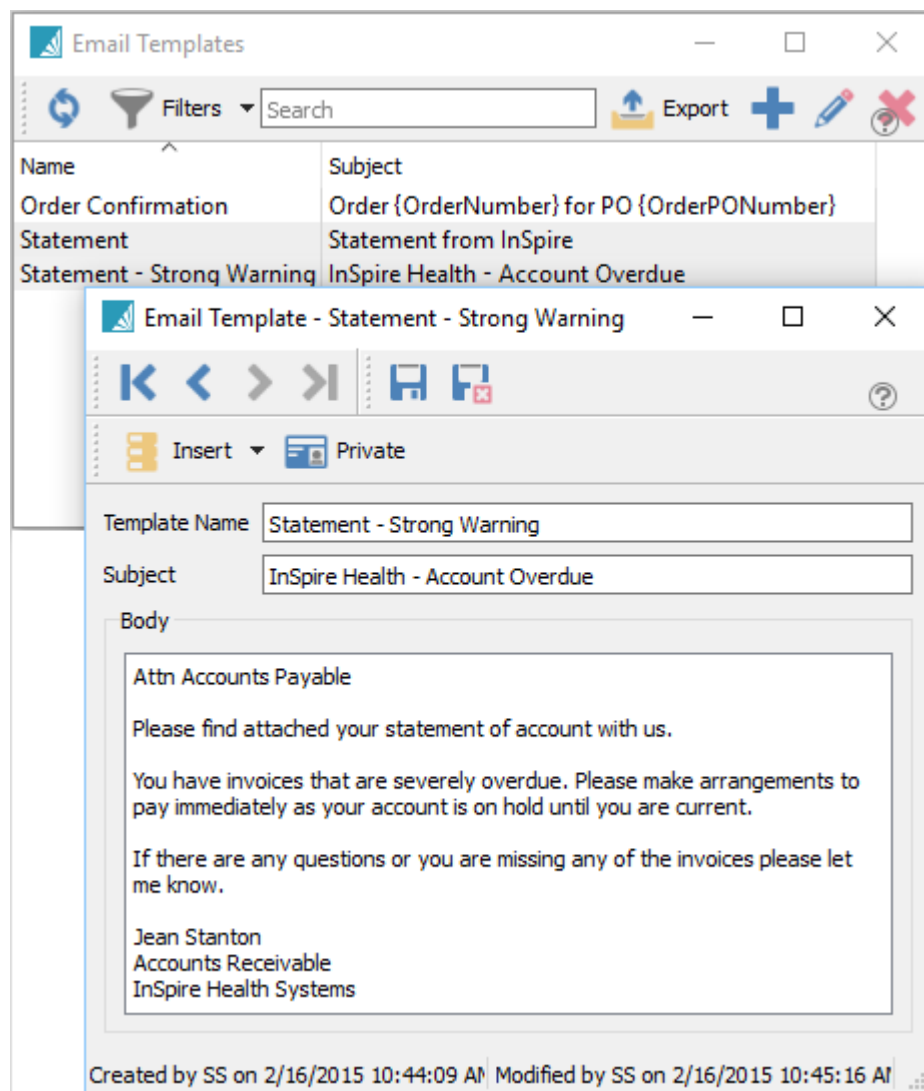 Email Templates
Filters Search Export
Name Subject
Order Confirmation Order {OrderNumber} for PO {OrderPONumber}
Statement Statement from InSpire
Statement - Strong Warning InSpire Health - Account Overdue
Email Template - Statement - Strong Warning
Insert Private
Template Name Statement - Strong Warning
Subject InSpire Health - Account Overdue
Body
Attn Accounts Payable
Please find attached your statement of account with us.
You have invoices that are severely overdue. Please make arrangements to
pay immediately as your account is on hold until you are current.
If there are any questions or you are missing any of the invoices please let
me know.
Jean Stanton
Accounts Receivable
InSpire Health Systems
Created by SS on 2/16/2015 10:44:09 AM Modified by SS on 2/16/2015 10:45:16 AM